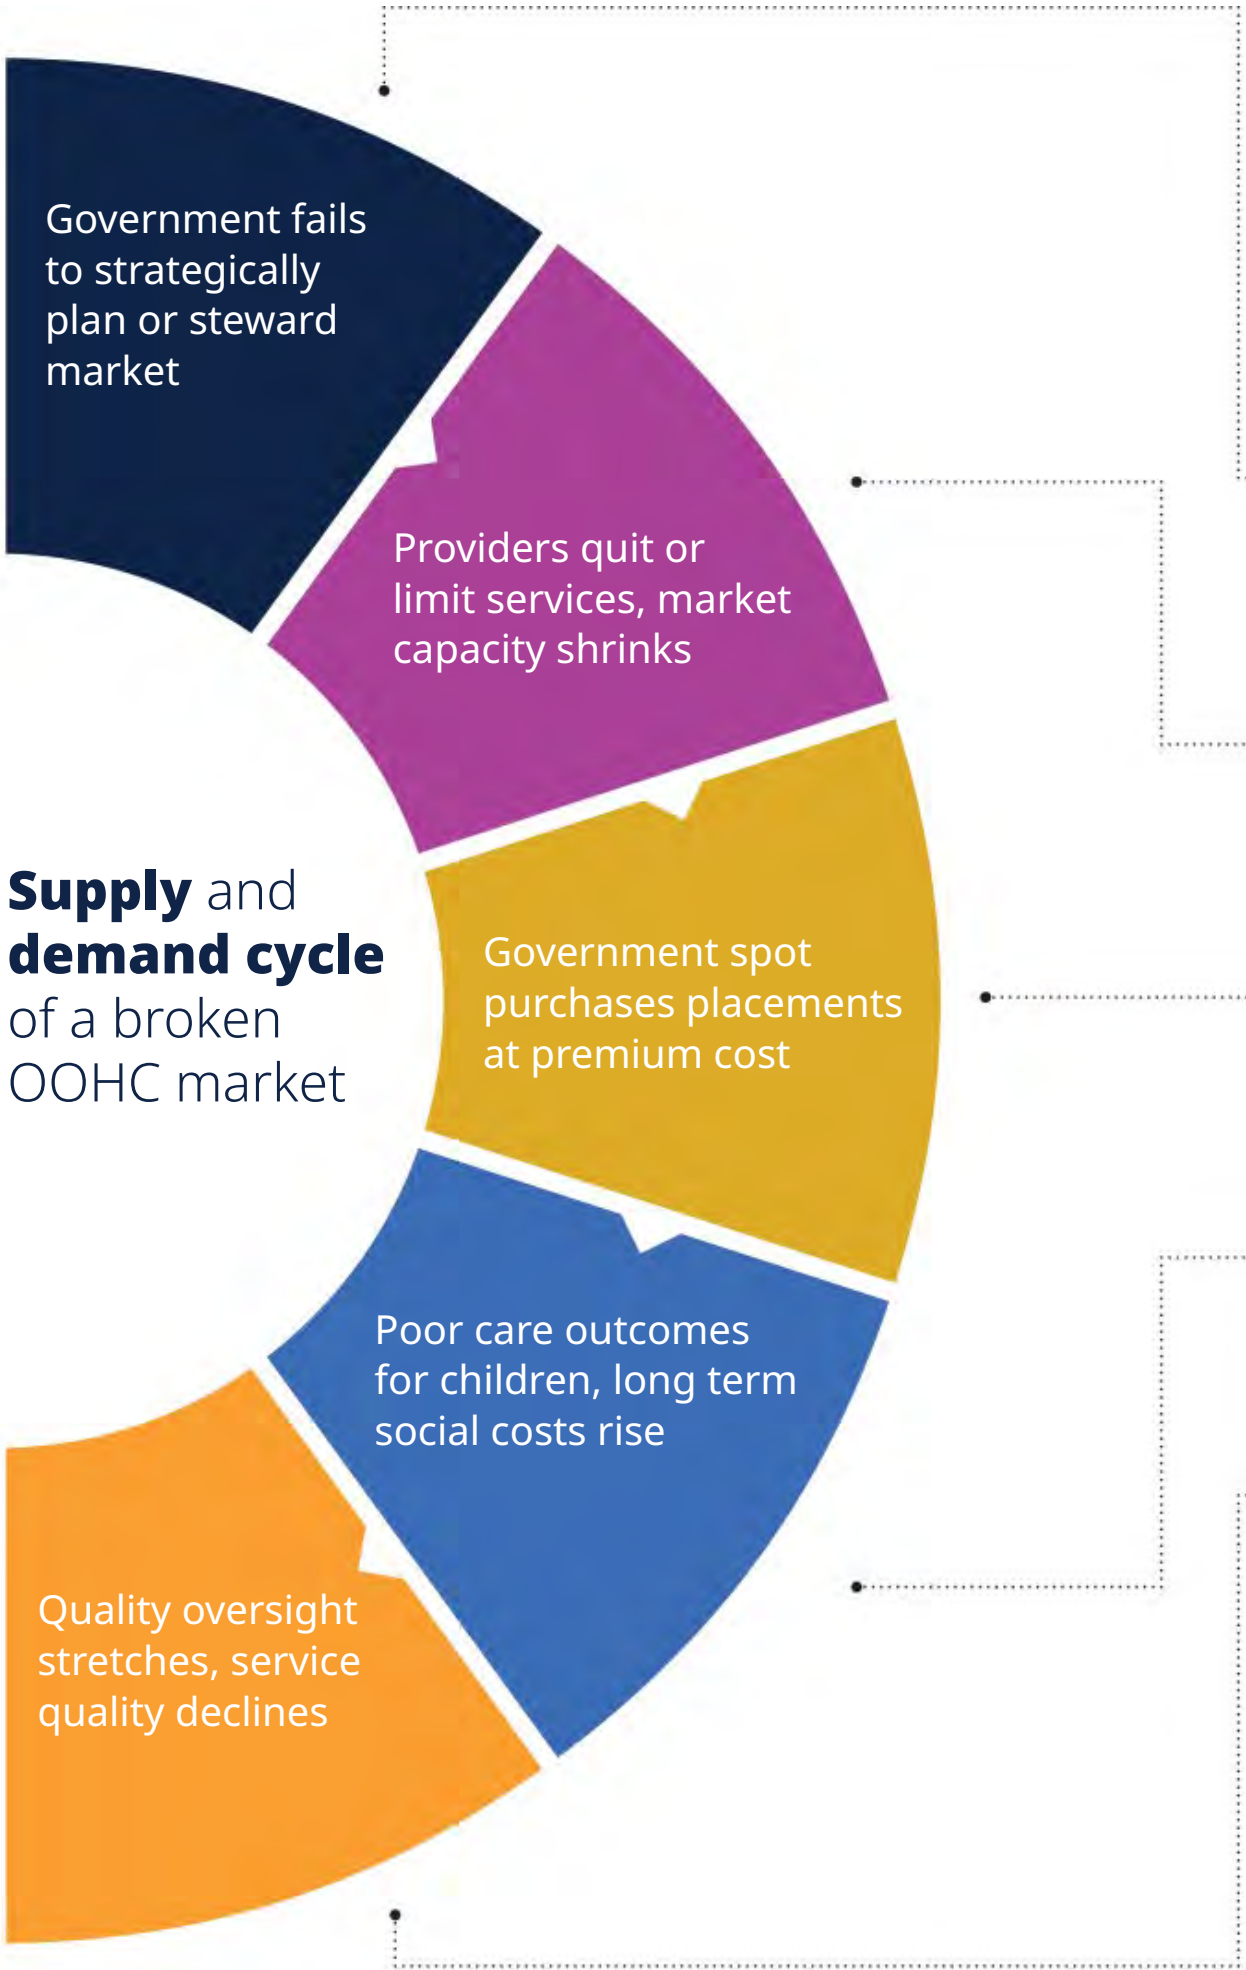 Government fails
to strategically
plan or steward
market
Providers quit or
limit services, market
capacity shrinks
Supply and
demand cycle
of a broken
OOHC market
Government spot
purchases placements
at premium cost
Poor care outcomes
for children, long term
social costs rise
Quality oversight
stretches, service
quality declines